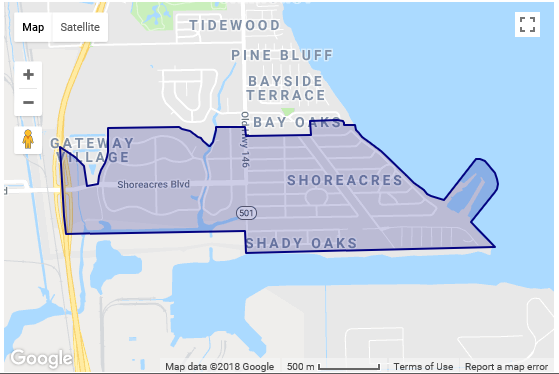 Map
Satellite
TIDEWOOD
PINE BLUFF
BAYSIDE
TERRACE
BAY OAKS
Old Hwy 146
GATEWAY
VILLAGE
Shoreacres Blvd
SHOREACRES
501
SHADY OAKS
Google
Map data ©2018 Google
500 m
Terms of Use
Report a map error